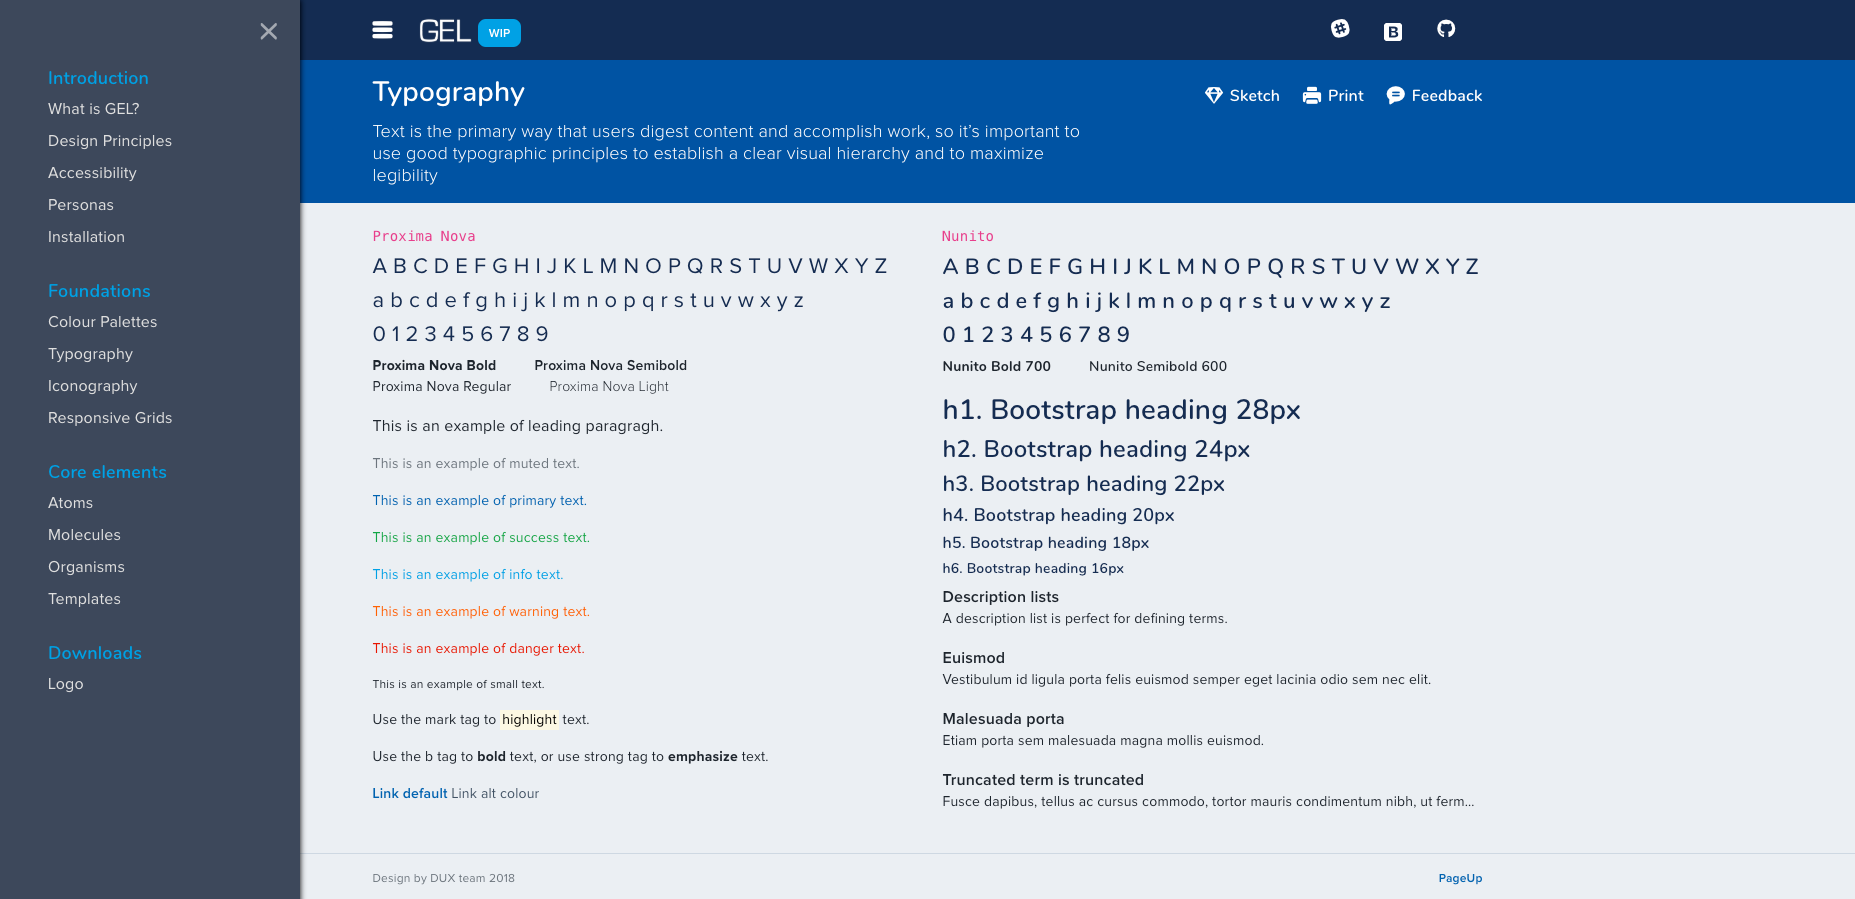 Introduction
What is GEL?
Design Principles
Accessibility
Personas
Installation
Foundations
Colour Palettes
Typography
Iconography
Responsive Grids
Core elements
Atoms
Molecules
Organisms
Templates
Downloads
Logo
GEL WIP
B
Typography
Sketch Print Feedback
Text is the primary way that users digest content and accomplish work, so it’s important to
use good typographic principles to establish a clear visual hierarchy and to maximize
legibility
Proxima Nova
A B C D E F G H I J K L M N O P Q R S T U V W X Y Z
a b c d e f g h i j k l m n o p q r s t u v w x y z
0 1 2 3 4 5 6 7 8 9
Proxima Nova Bold Proxima Nova Semibold
Proxima Nova Regular Proxima Nova Light
This is an example of leading paragragh.
This is an example of muted text.
This is an example of primary text.
This is an example of success text.
This is an example of info text.
This is an example of warning text.
This is an example of danger text.
This is an example of small text.
Use the mark tag to highlight text.
Use the b tag to bold text, or use strong tag to emphasize text.
Link default Link alt colour
Nunito
A B C D E F G H I J K L M N O P Q R S T U V W X Y Z
a b c d e f g h i j k l m n o p q r s t u v w x y z
0 1 2 3 4 5 6 7 8 9
Nunito Bold 700 Nunito Semibold 600
h1. Bootstrap heading 28px
h2. Bootstrap heading 24px
h3. Bootstrap heading 22px
h4. Bootstrap heading 20px
h5. Bootstrap heading 18px
h6. Bootstrap heading 16px
Description lists
A description list is perfect for defining terms.
Euismod
Vestibulum id ligula porta felis euismod semper eget lacinia odio sem nec elit.
Malesuada porta
Etiam porta sem malesuada magna mollis euismod.
Truncated term is truncated
Fusce dapibus, tellus ac cursus commodo, tortor mauris condimentum nibh, ut ferm...
Design by DUX team 2018
PageUp